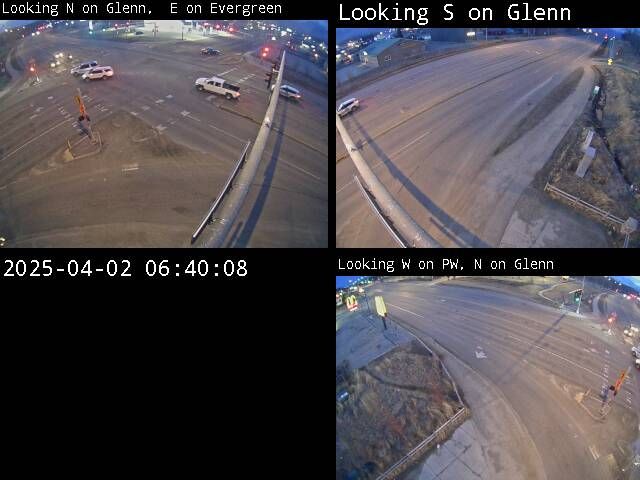 Looking N on Glenn, E on Evergreen
Looking S on Glenn
2025-04-02 06:40:08
Looking W on PW, N on Glenn